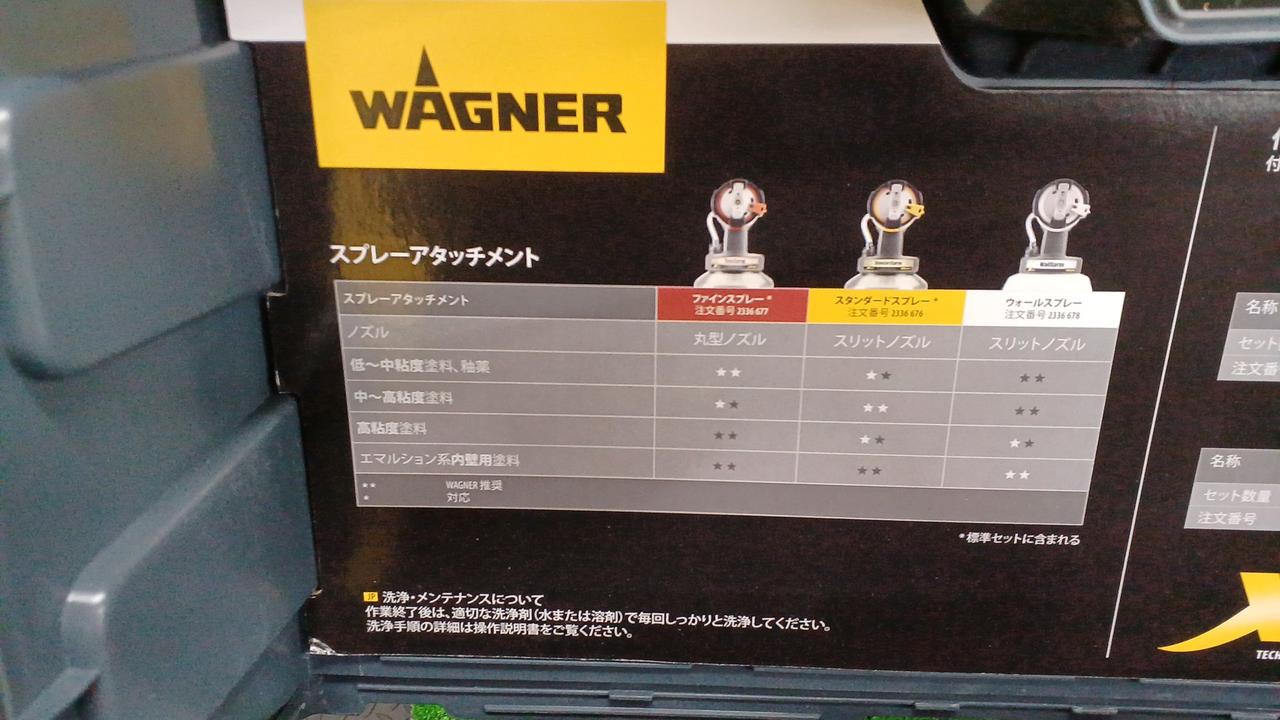 WAGNER
スプレーアタッチメント
スプレーアタッチメント ファインスプレー* スタンダードスプレー* ウォールスプレー
注文番号 2336 677 注文番号 2336 676 注文番号 2336 678
ノズル 丸型ノズル スリットノズル スリットノズル
低～中粘度塗料、釉薬 ★★ ★★ ★★
中～高粘度塗料 ★★ ★★ ★★
高粘度塗料 ★★ ★★ ★★
エマルション系内壁用塗料 ★★ ★★ ★★
★★ WAGNER 推奨
★ 対応
*標準セットに含まれる
JP 洗浄・メンテナンスについて
作業終了後は、適切な洗浄剤(水または溶剤)で毎回しっかりと洗浄してください。
洗浄手順の詳細は操作説明書をご覧ください。
付
名称
セット
注文番
名称
セット数量
注文番号
TECH